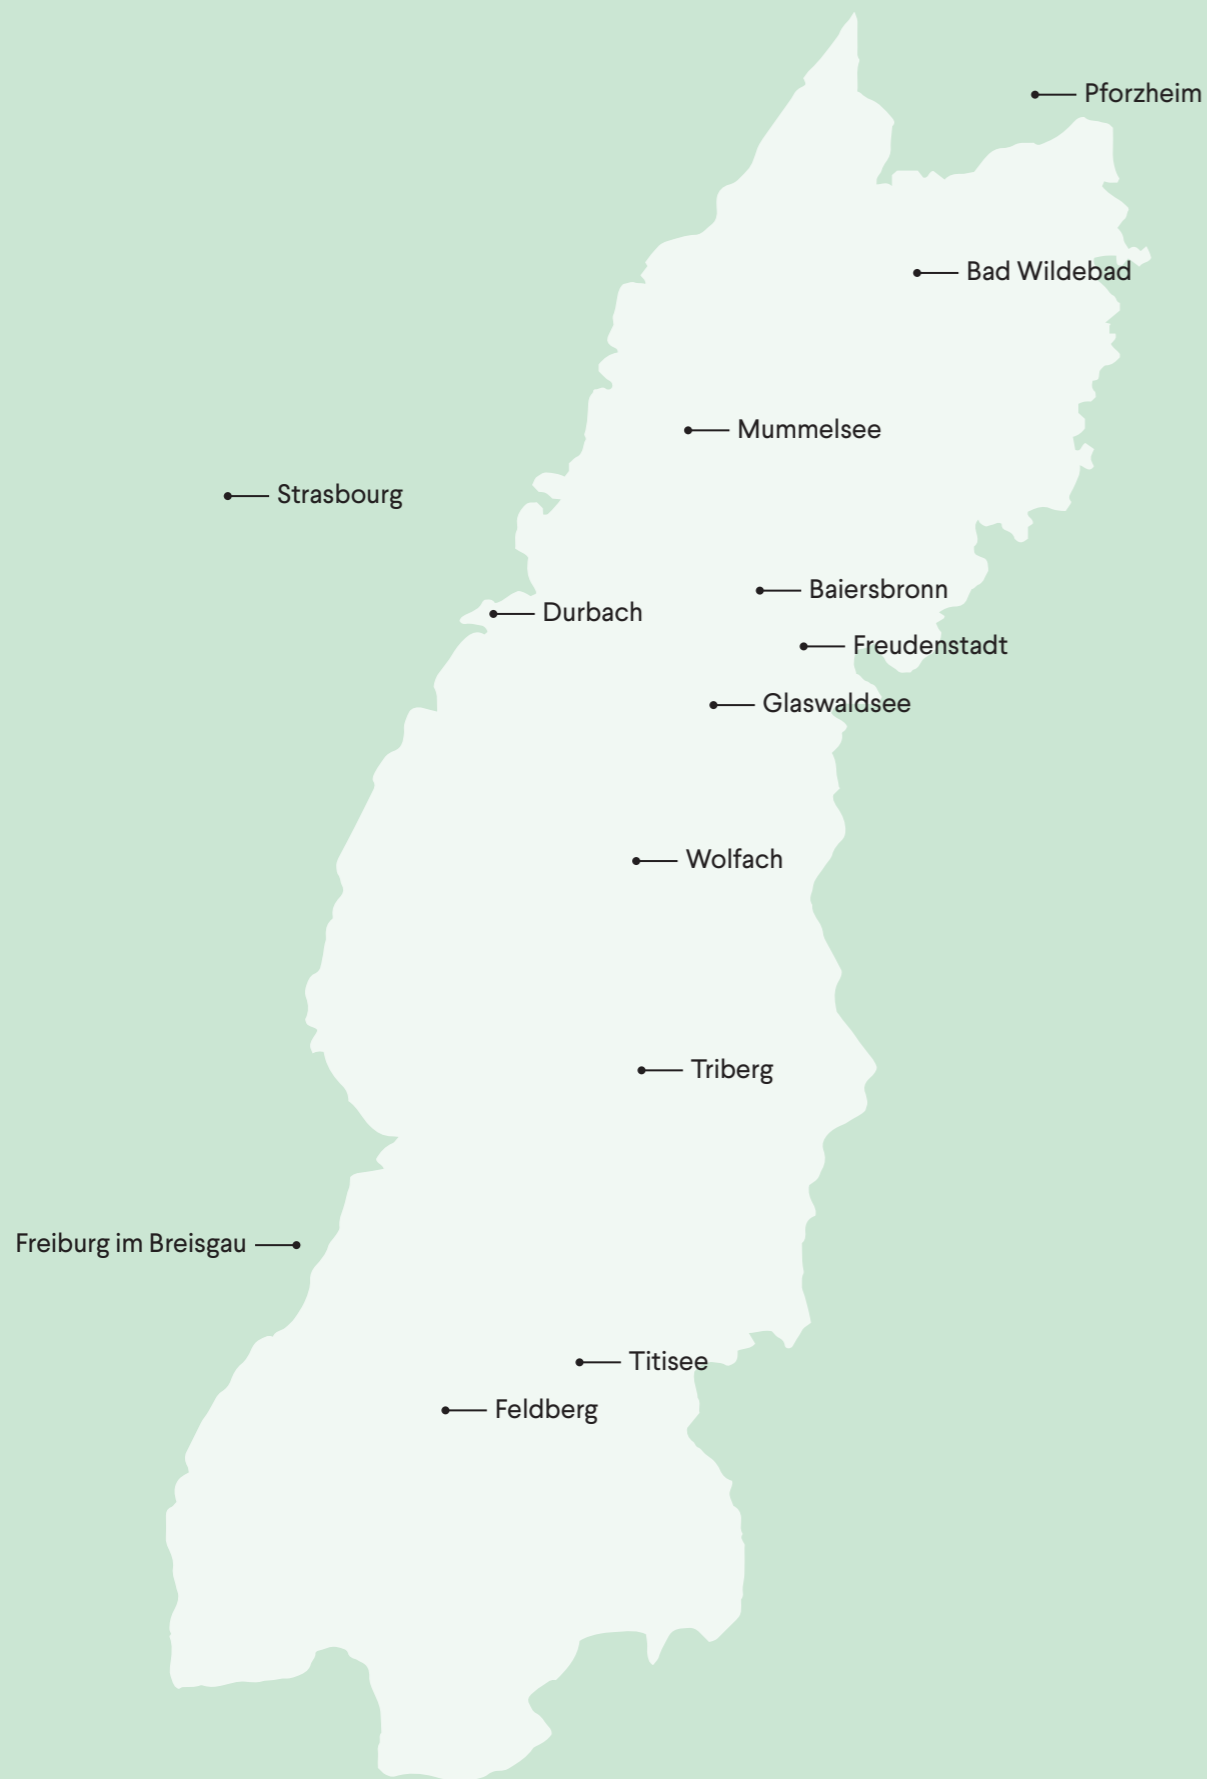 Pforzheim
Bad Wildebad
Mummelsee
Strasbourg
Baiersbronn
Durbach
Freudenstadt
Glaswaldsee
Wolfach
Triberg
Freiburg im Breisgau
Titisee
Feldberg